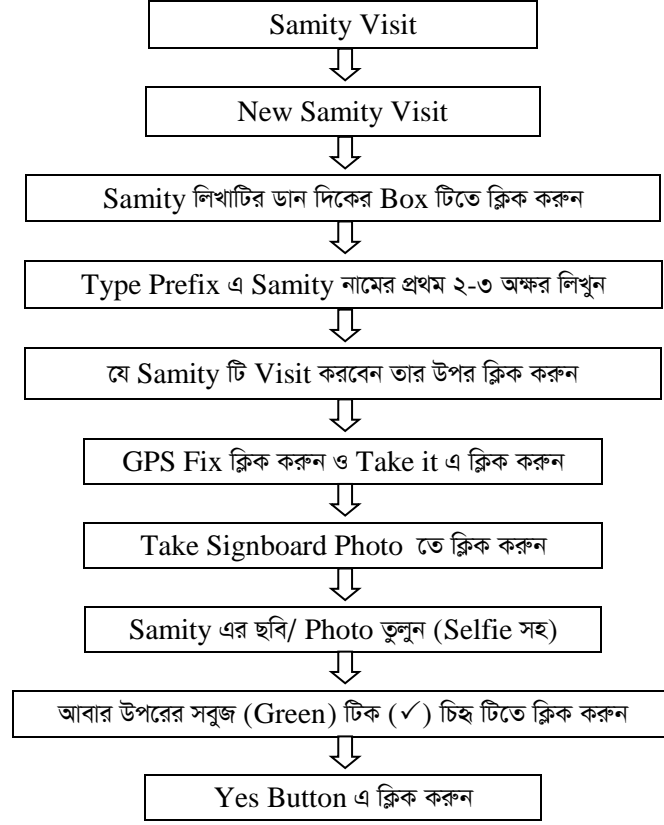 Samity Visit
New Samity Visit
Samity লিখাটির ডান দিকের Box টিতে ক্লিক করুন
Type Prefix এ Samity নামের প্রথম ২-৩ অক্ষর লিখুন
যে Samity টি Visit করবেন তার উপর ক্লিক করুন
GPS Fix ক্লিক করুন ও Take it এ ক্লিক করুন
Take Signboard Photo তে ক্লিক করুন
Samity এর ছবি/ Photo তুলুন (Selfie সহ)
আবার উপরের সবুজ (Green) টিক (✓) চিহ্ন টিতে ক্লিক করুন
Yes Button এ ক্লিক করুন